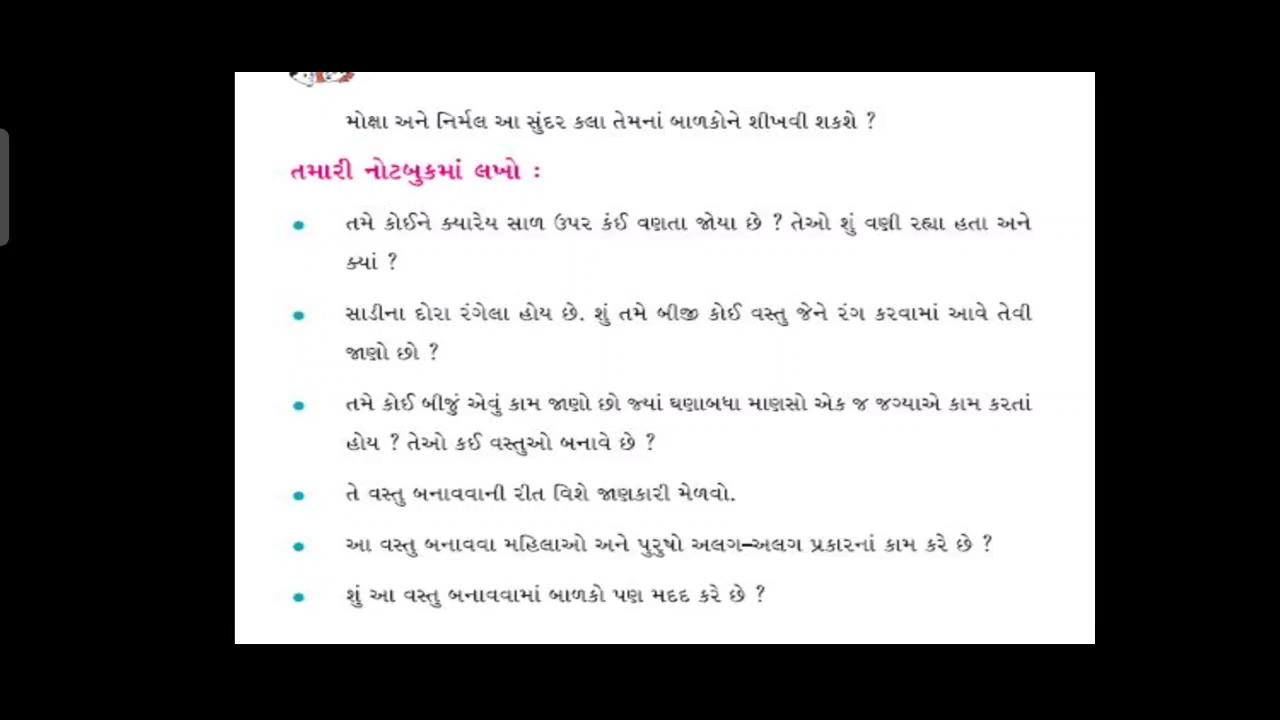 મોક્ષા અને નિર્મલ આ સુંદર કલા તેમનાં બાળકોને શીખવી શકશે ?
તમારી નોટબુકમાં લખો :
• તમે કોઈને ક્યારેય સાળ ઉપર કંઈ વણતા જોયા છે ? તેઓ શું વણી રહ્યા હતા અને
ક્યાં ?
• સાડીના દોરા રંગેલા હોય છે. શું તમે બીજી કોઈ વસ્તુ જેને રંગ કરવામાં આવે તેવી
જાણો છો ?
• તમે કોઈ બીજું એવું કામ જાણો છો જ્યાં ઘણાબધા માણસો એક જ જગ્યાએ કામ કરતાં
હોય ? તેઓ કઈ વસ્તુઓ બનાવે છે ?
• તે વસ્તુ બનાવવાની રીત વિશે જાણકારી મેળવો.
• આ વસ્તુ બનાવવા મહિલાઓ અને પુરુષો અલગ–અલગ પ્રકારનાં કામ કરે છે ?
• શું આ વસ્તુ બનાવવામાં બાળકો પણ મદદ કરે છે ?